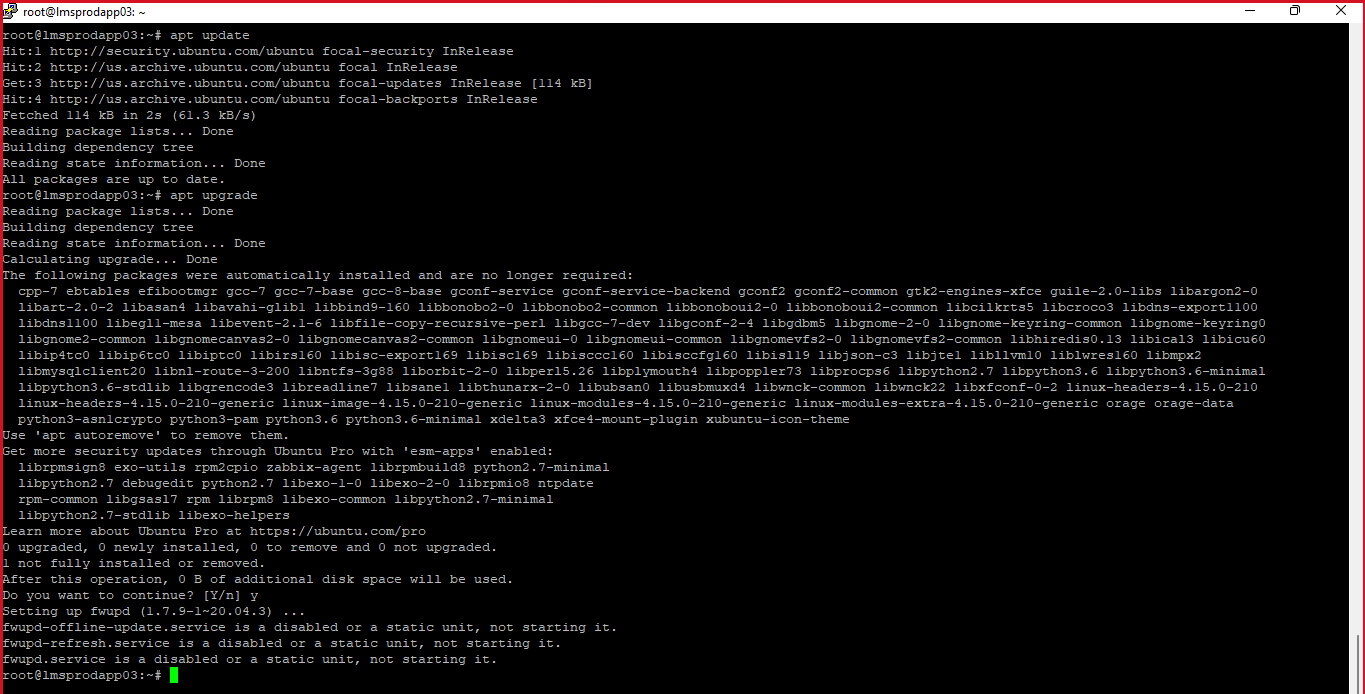 root@lmsprodapp03: ~
root@lmsprodapp03:~# apt update
Hit:1 http://security.ubuntu.com/ubuntu focal-security InRelease
Hit:2 http://us.archive.ubuntu.com/ubuntu focal InRelease
Get:3 http://us.archive.ubuntu.com/ubuntu focal-updates InRelease [114 kB]
Hit:4 http://us.archive.ubuntu.com/ubuntu focal-backports InRelease
Fetched 114 kB in 2s (61.3 kB/s)
Reading package lists... Done
Building dependency tree
Reading state information... Done
All packages are up to date.
root@lmsprodapp03:~# apt upgrade
Reading package lists... Done
Building dependency tree
Reading state information... Done
Calculating upgrade... Done
The following packages were automatically installed and are no longer required:
  cpp-7 ebtables efibootmgr gcc-7 gcc-7-base gcc-8-base gconf-service gconf-service-backend gconf2 gconf2-common gtk2-engines-xfce guile-2.0-libs libargon2-0
  libart-2.0-2 libasan4 libavahi-glib1 libbind9-160 libbonobo2-0 libbonobo2-common libbonoboui2-0 libbonoboui2-common libcilkrts5 libcroco3 libdns-export1100
  libdns1100 libegl1-mesa libevent-2.1-6 libfile-copy-recursive-perl libgcc-7-dev libgconf-2-4 libgdbm5 libgnome-2-0 libgnome-keyring-common libgnome-keyring0
  libgnome2-common libgnomecanvas2-0 libgnomecanvas2-common libgnomeui-0 libgnomeui-common libgnomevfs2-0 libgnomevfs2-common libhiredis0.13 libical3 libicu60
  libip4tc0 libip6tc0 libiptc0 libirs160 libisc-export169 libisc169 libisccc160 libisccfg160 libisl19 libjson-c3 libjte1 libllvm10 liblwres160 libmpx2
  libmysqlclient20 libnl-route-3-200 libntfs-3g88 liborbit-2-0 libperl5.26 libplymouth4 libpoppler73 libprocps6 libpython2.7 libpython3.6 libpython3.6-minimal
  libpython3.6-stdlib libqrencode3 libreadline7 libsane1 libthunarx-2-0 libubsan0 libusbmuxd4 libwnck-common libwnck22 libxfconf-0-2 linux-headers-4.15.0-210
  linux-headers-4.15.0-210-generic linux-image-4.15.0-210-generic linux-modules-4.15.0-210-generic linux-modules-extra-4.15.0-210-generic orage orage-data
  python3-asn1crypto python3-pam python3.6 python3.6-minimal xdelta3 xfce4-mount-plugin xubuntu-icon-theme
Use 'apt autoremove' to remove them.
Get more security updates through Ubuntu Pro with 'esm-apps' enabled:
  librpmsign8 exo-utils rpm2cpio zabbix-agent librpmbuild8 python2.7-minimal
  libpython2.7 debugedit python2.7 libexo-1-0 libexo-2-0 librpmio8 ntpdate
  rpm-common libgsasl7 rpm librpm8 libexo-common libpython2.7-minimal
  libpython2.7-stdlib libexo-helpers
Learn more about Ubuntu Pro at https://ubuntu.com/pro
0 upgraded, 0 newly installed, 0 to remove and 0 not upgraded.
1 not fully installed or removed.
After this operation, 0 B of additional disk space will be used.
Do you want to continue? [Y/n] y
Setting up fwupd (1.7.9-1~20.04.3) ...
fwupd-offline-update.service is a disabled or a static unit, not starting it.
fwupd-refresh.service is a disabled or a static unit, not starting it.
fwupd.service is a disabled or a static unit, not starting it.
root@lmsprodapp03:~#